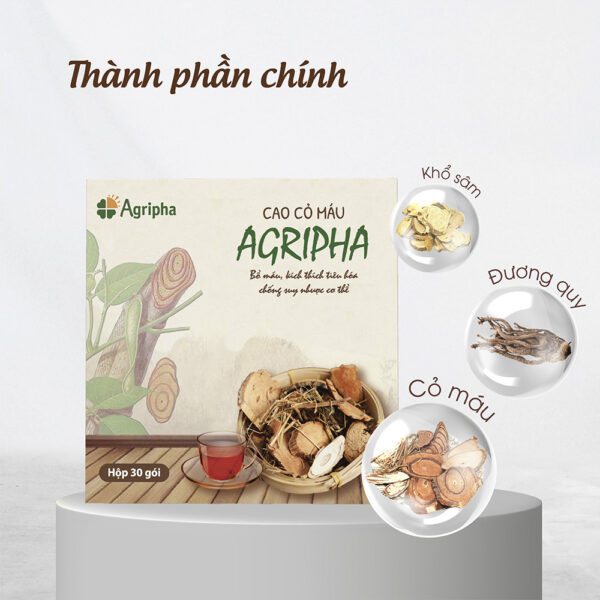 Thành phần chính
Agripha
CAO CỎ MÁU
AGRIPHA
Bổ máu, kích thích tiêu hóa
chống suy nhược cơ thể
Hộp 30 gói
Khổ sâm
Đương quy
Cỏ máu